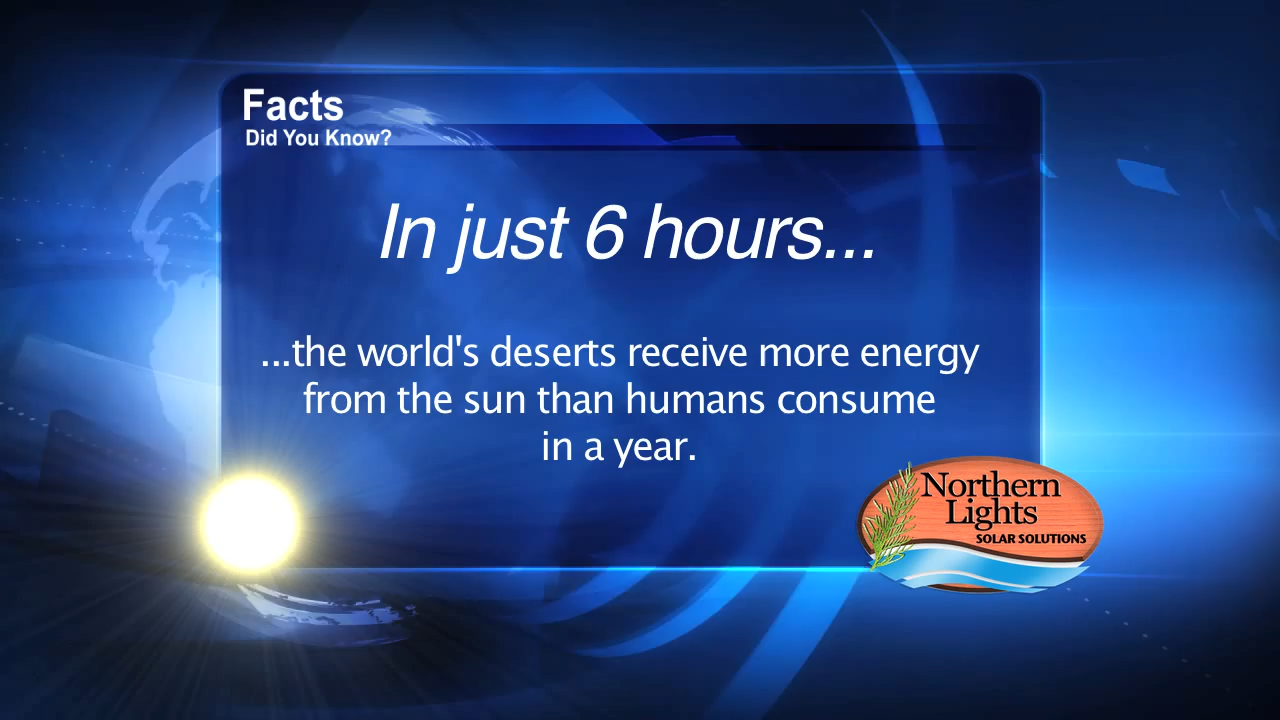 Facts
Did You Know?
In just 6 hours...
...the world's deserts receive more energy
from the sun than humans consume
in a year.
Northern
Lights
SOLAR SOLUTIONS